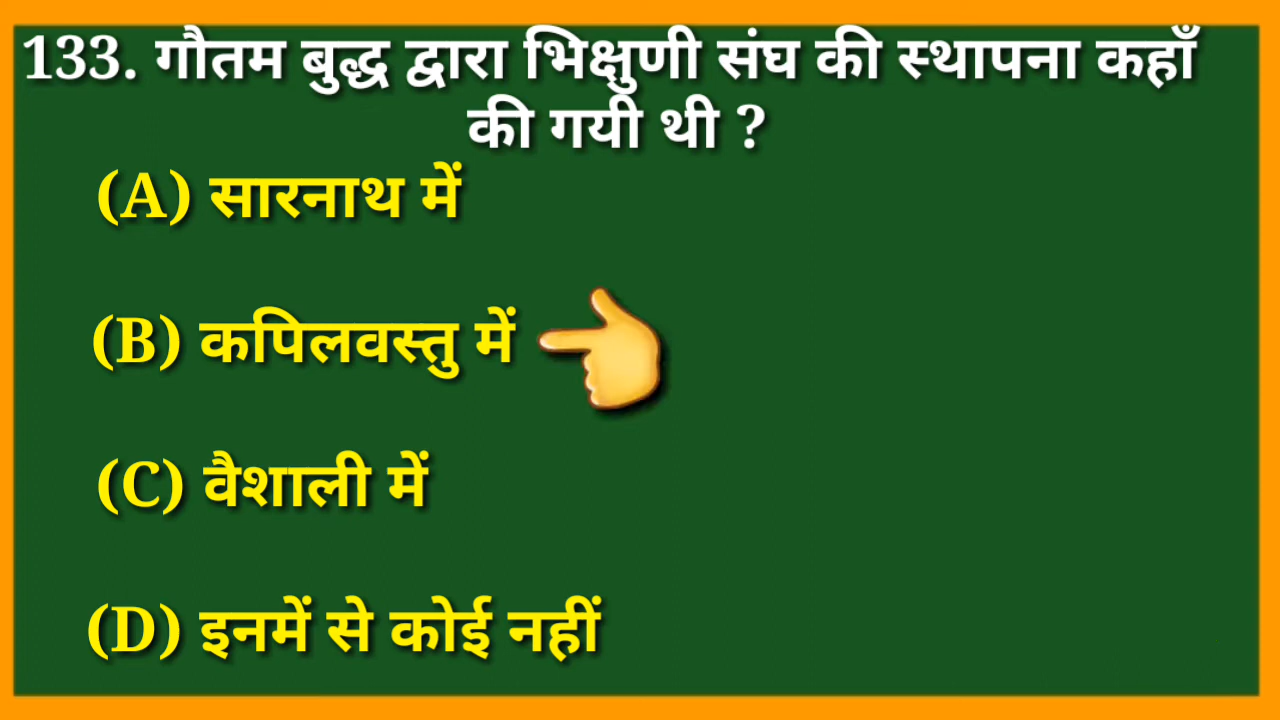 133. गौतम बुद्ध द्वारा भिक्षुणी संघ की स्थापना कहाँ
की गयी थी ?
(A) सारनाथ में
(B) कपिलवस्तु में
(C) वैशाली में
(D) इनमें से कोई नहीं